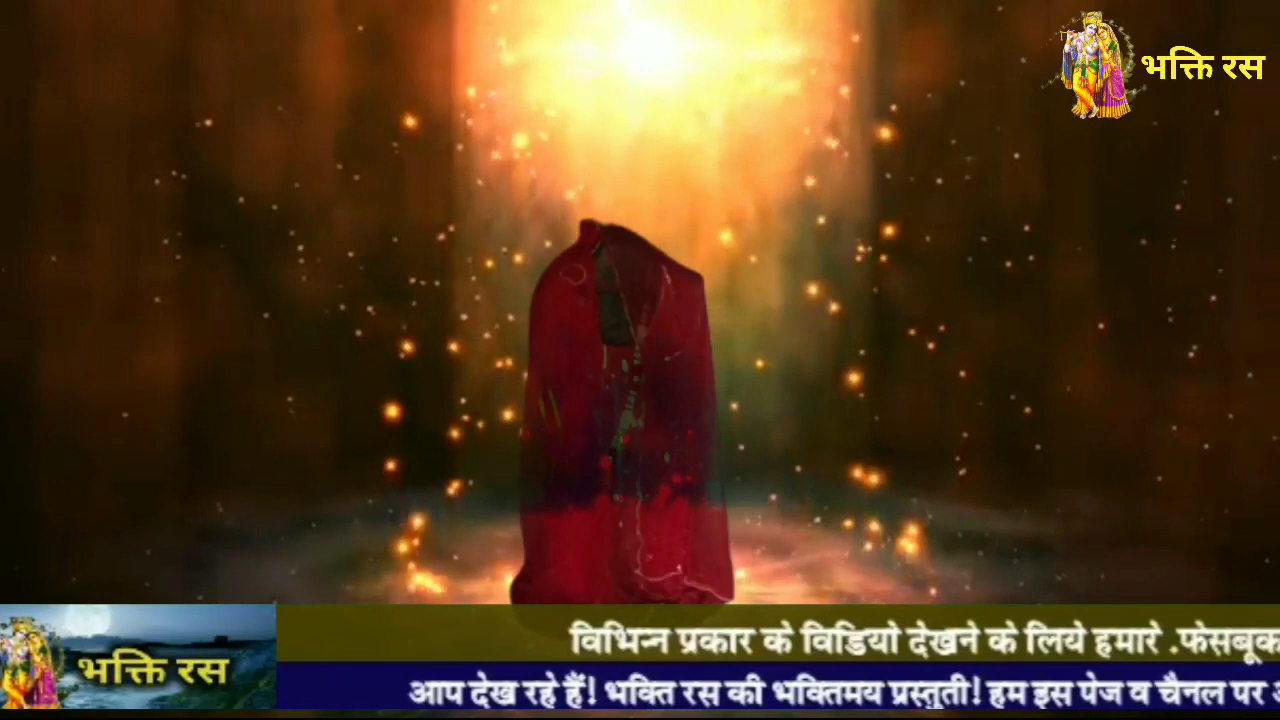 भक्ति रस
भक्ति रस
विभिन्न प्रकार के विडियो देखने के लिये हमारे .फेसबूक
आप देख रहे हैं! भक्ति रस की भक्तिमय प्रस्तुती! हम इस पेज व चैनल पर